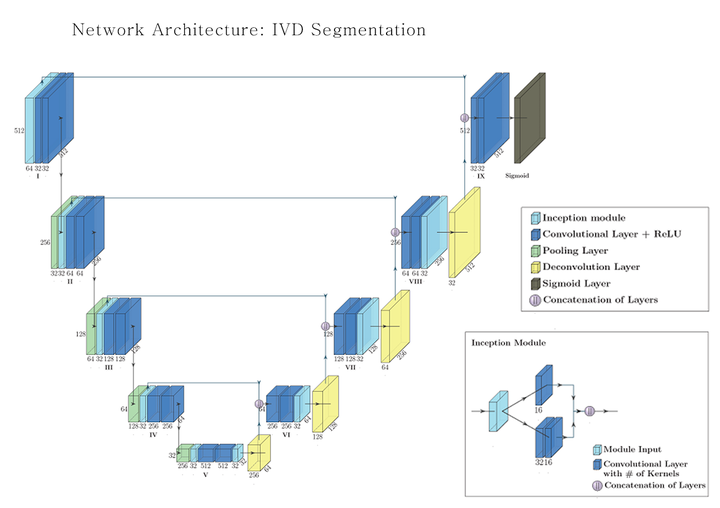 Network Architecture: IVD Segmentation
512
512
64 32 32
I
256
256
32 32 64 64
II
128
128
64 32 128 128
III
64
64
128 32 256 256
IV
32
32
256 32 512 512 32
V
64
256
64
256 256 32 64
VI
128
128
128
128 128 32 128
VII
256
64
256
64 64 32 256
VIII
512
32
512
32 32 512
IX
Sigmoid
Inception module
Convolutional Layer + ReLU
Pooling Layer
Deconvolution Layer
Sigmoid Layer
Concatenation of Layers
Inception Module
16
32 16
Module Input
Convolutional Layer
with # of Kernels
Concatenation of Layers